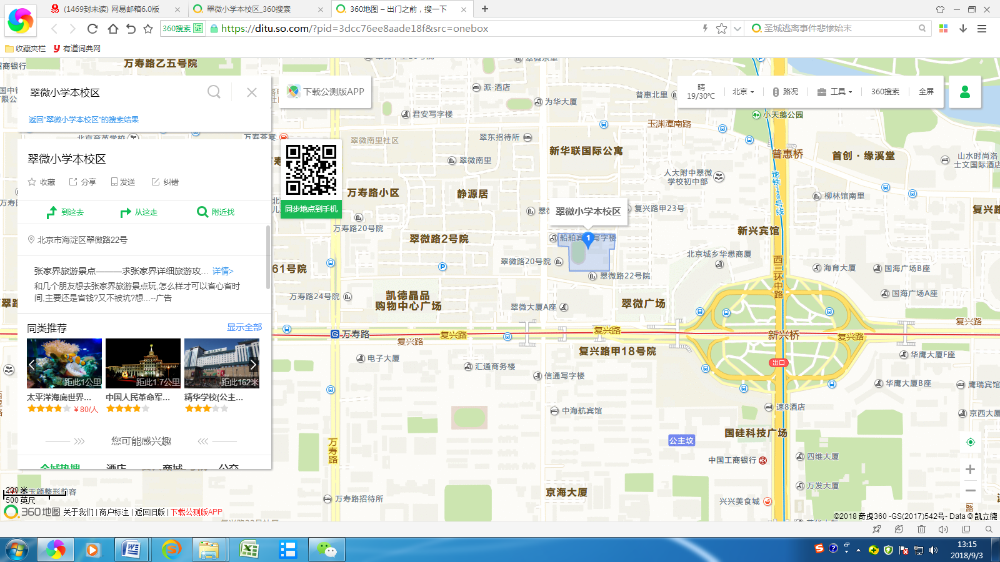 (1469封未读) 网易邮箱6.0版
翠微小学本校区_360搜索
360地图 – 出门之前，搜一下
360搜索 证
https://ditu.so.com/?pid=3dcc76ee8aade18f&src=onebox
圣城逃离事件悲惨始末
收藏夹栏
有道词典网
招商银行
万寿路乙五号院
翠微小学本校区
返回"翠微小学本校区"的搜索结果
下载公测版APP
派·酒店
为华大厦
君安写字楼
普惠北里
晴
19/30℃
北京
路况
工具
360搜索
全屏
小天鹅公园
玉渊潭南路
北京育英学校
万寿茶宴
翠微南里社区
翠东招待所
新华联国际公寓
普惠桥
首创·缘溪堂
山水时尚洛
士文国际酒店
翠微小学本校区
收藏
分享
发送
纠错
翠微南里
人大附中翠微
学校初中部
地铁10号线
万寿路小区
静源居
柳林馆南里
同步地点到手机
到这去
从这走
附近找
翠微小学本校区
复兴路甲23号
万寿路20号院
新兴宾馆
北京市海淀区翠微路22号
翠微路2号院
1
北京城乡华懋商厦
西三环中路
翠微路20号院
61号院
翠微路22号院
海育大厦
国海广场B座
国海广场A座
张家界旅游景点———求张家界详细旅游攻... 详情>
和几个朋友想去张家界旅游景点玩,怎么样才可以省心省时
间,主要还是省钱?又不被坑?想...--广告
万寿路24号院
凯德晶品
购物中心广场
翠微大厦A座
翠微广场
同类推荐
显示全部
万寿路
复兴路
复兴路
复兴路
新兴桥
复兴路
复兴路
复兴路甲18号院
电子大厦
汇通商务楼
信通写字楼
出口
华鹰大厦F座
华鹰大厦B座
鹰瑞宾馆
距此1公里
距此1.7公里
距此162米
太平洋海底世界...
中国人民革命军...
精华学校(公主...
¥80/人
中海航宾馆
速8酒店
京西大厦
您可能感兴趣
国硅科技广场
公主坟
万寿路
中国工商银行
四维大厦
全城热搜
酒店
商城
公交
万发大厦
京海大厦
兴兴美食城
万寿路招待所
200 米
500 英尺
360地图 关于我们 | 商户标注 | 返回旧版 | 下载公测版APP
©2018 奇虎360 -GS(2017)542号- Data © 凯立德
13:15
2018/9/3